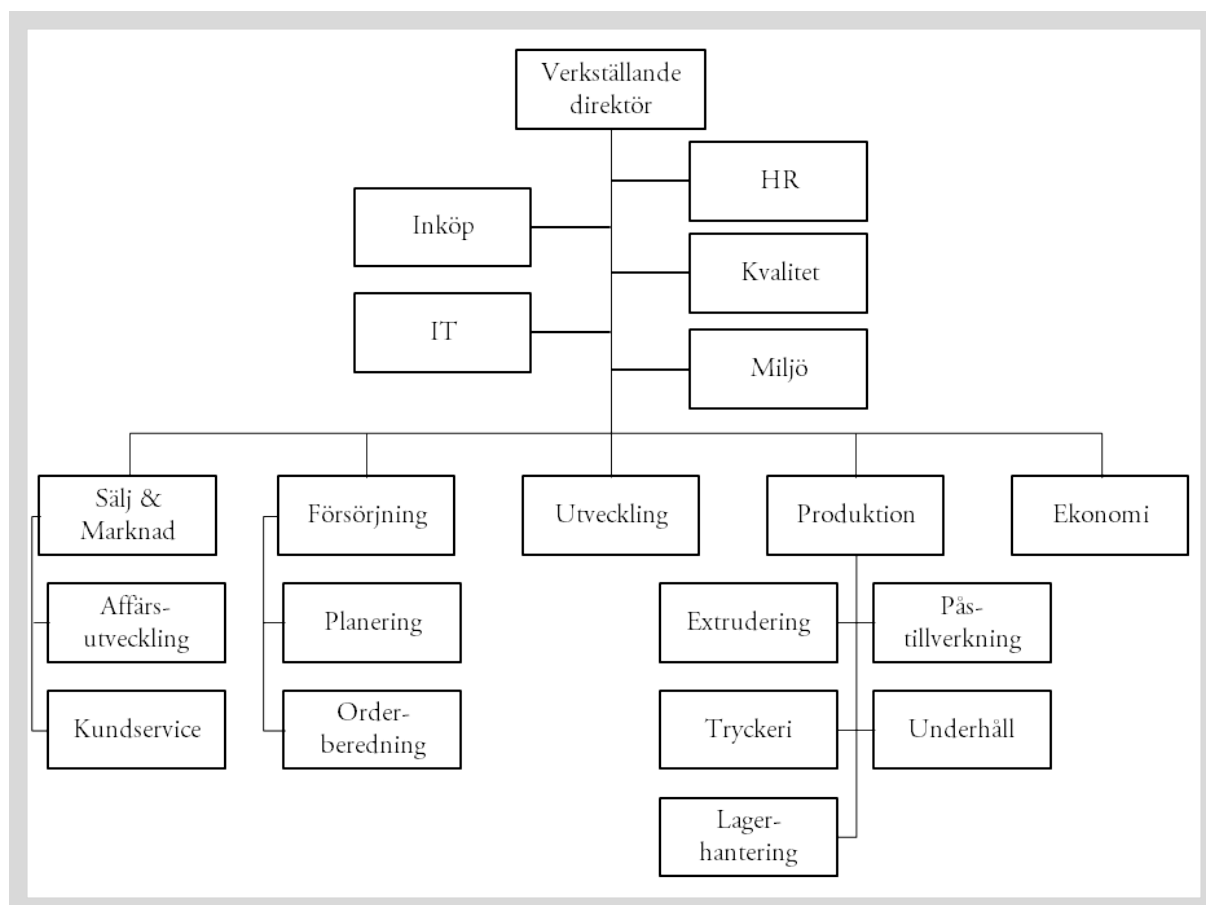 Verkställande
direktör
HR
Inköp
Kvalitet
IT
Miljö
Sälj &
Marknad
Försörjning
Utveckling
Produktion
Ekonomi
Affärs-
utveckling
Planering
Extrudering
Pås-
tillverkning
Kundservice
Order-
beredning
Tryckeri
Underhåll
Lager-
hantering